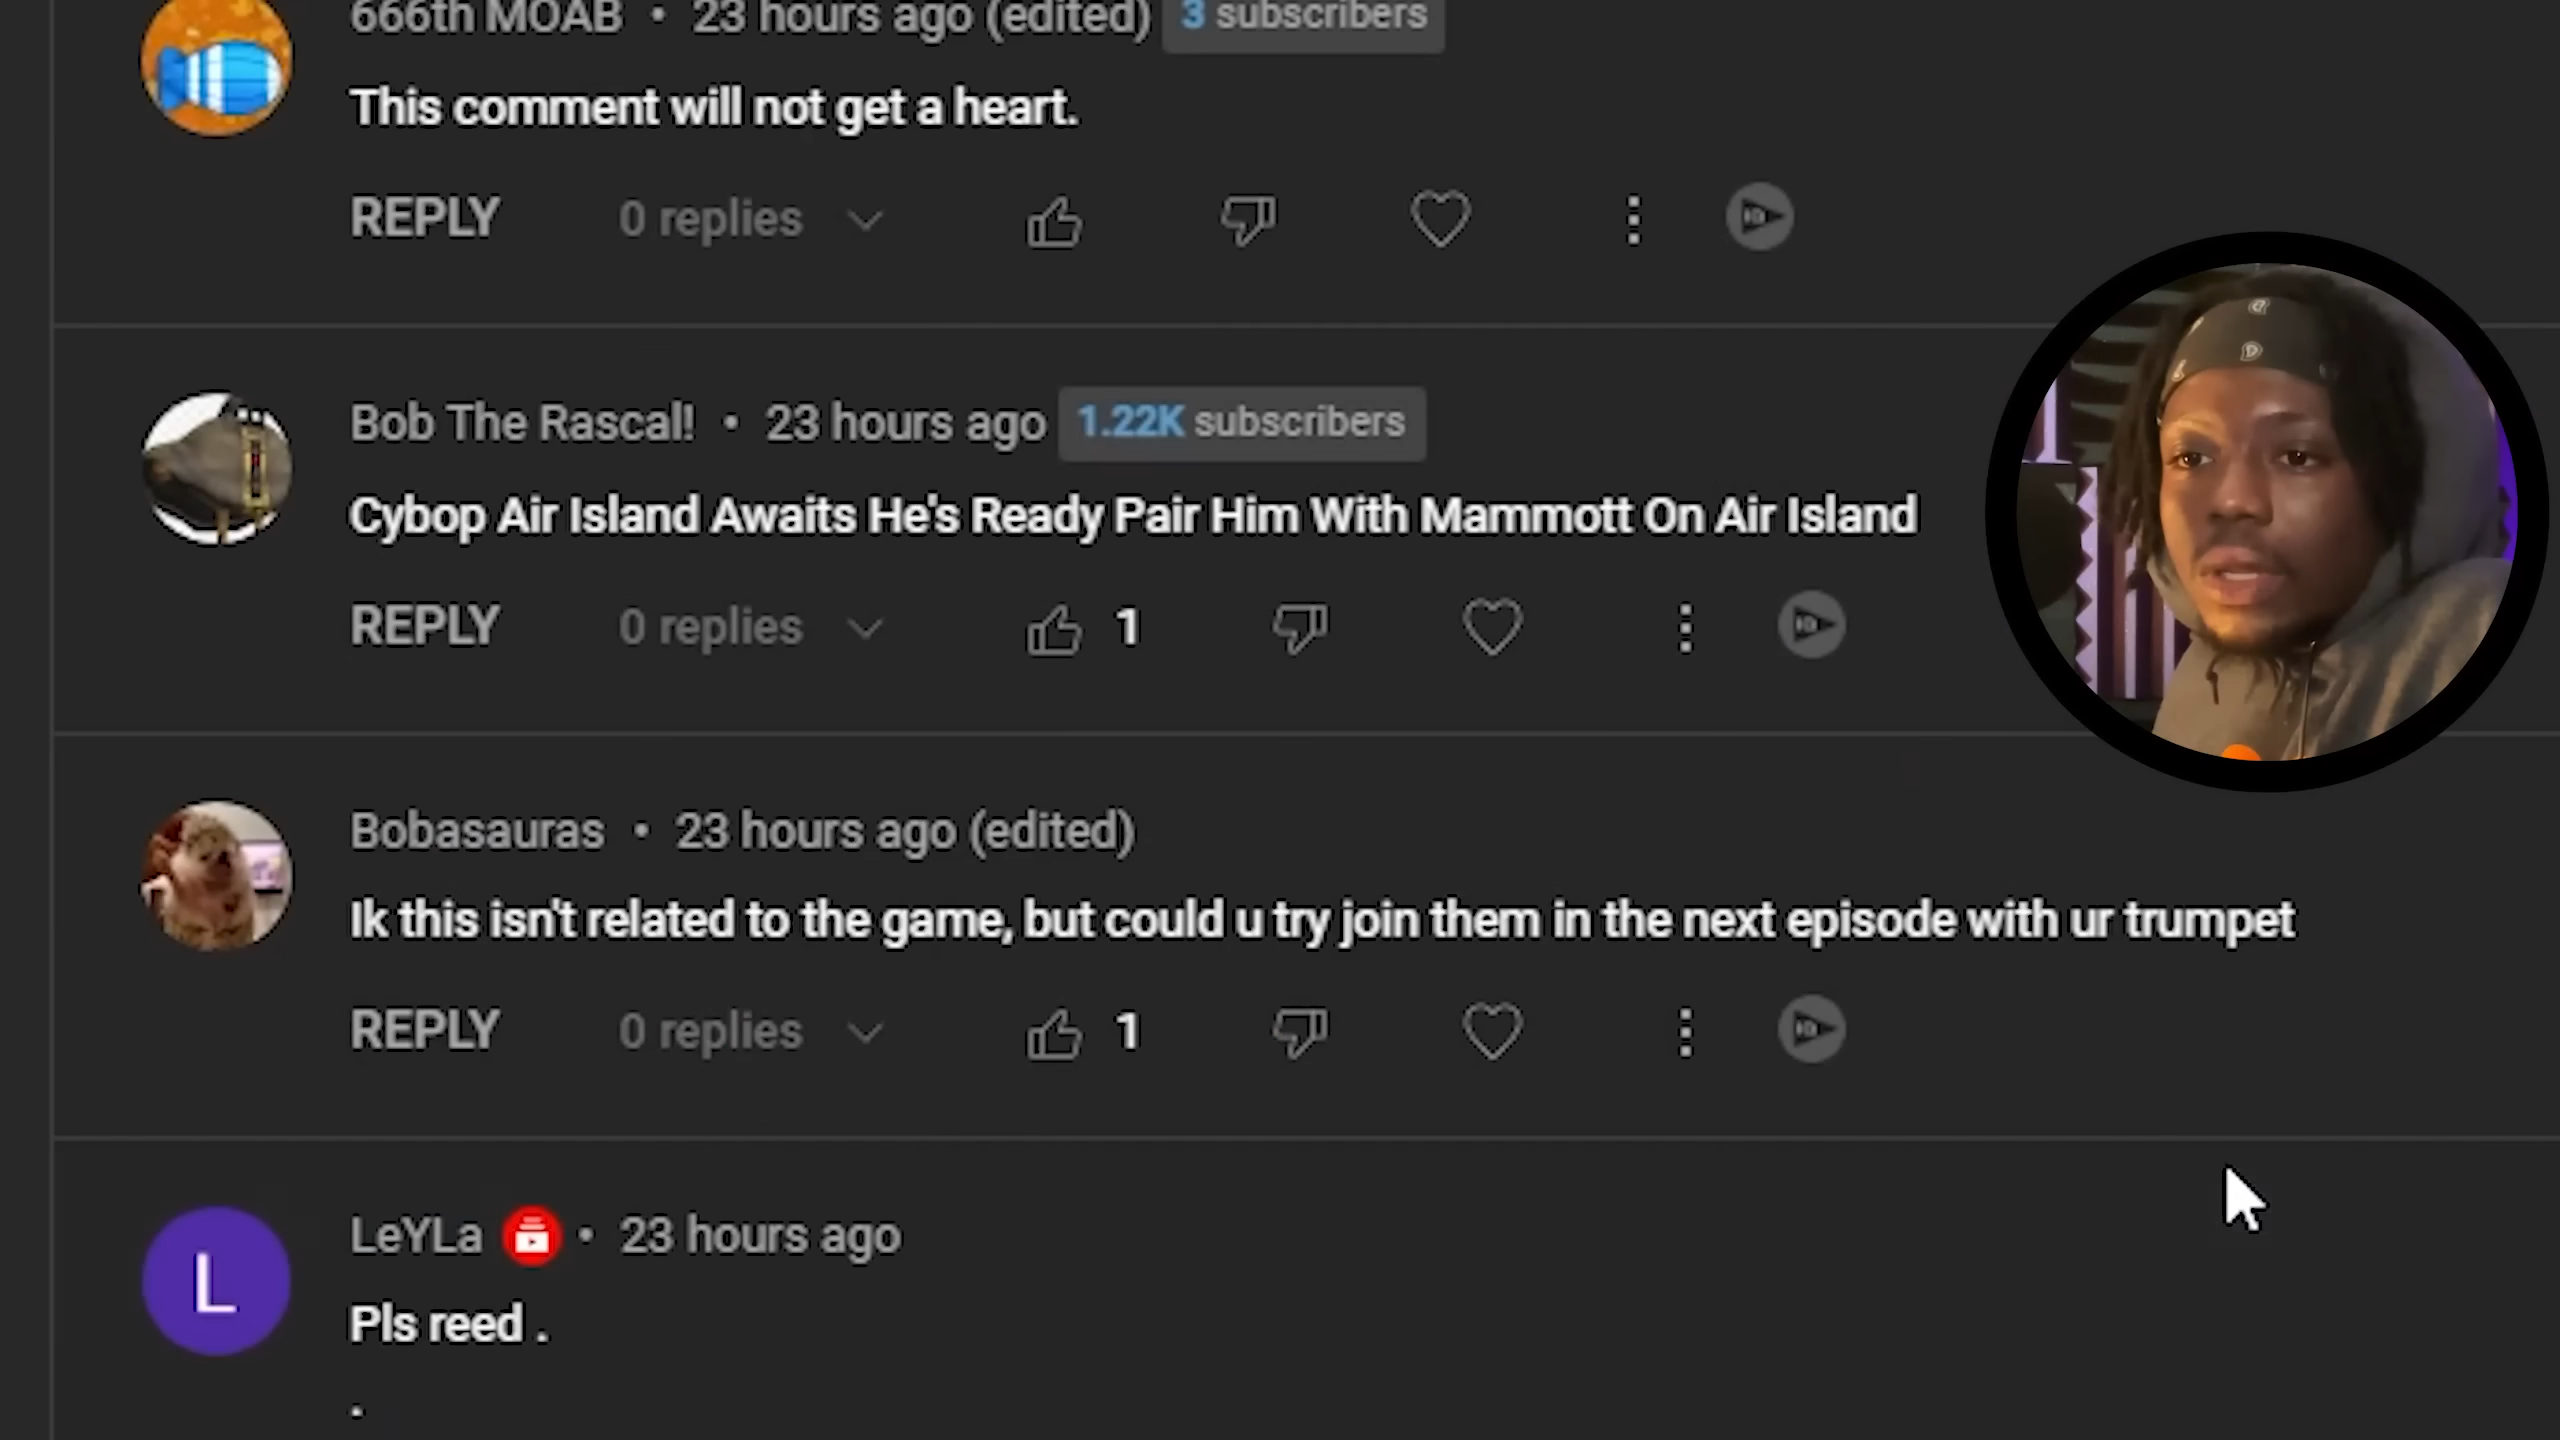 666th MOAB • 23 hours ago (edited) 3 subscribers
This comment will not get a heart.
REPLY 0 replies
Bob The Rascal! • 23 hours ago 1.22K subscribers
Cybop Air Island Awaits He's Ready Pair Him With Mammott On Air Island
REPLY 0 replies 1
Bobasauras • 23 hours ago (edited)
Ik this isn't related to the game, but could u try join them in the next episode with ur trumpet
REPLY 0 replies 1
L
LeYLa • 23 hours ago
Pls reed .
.